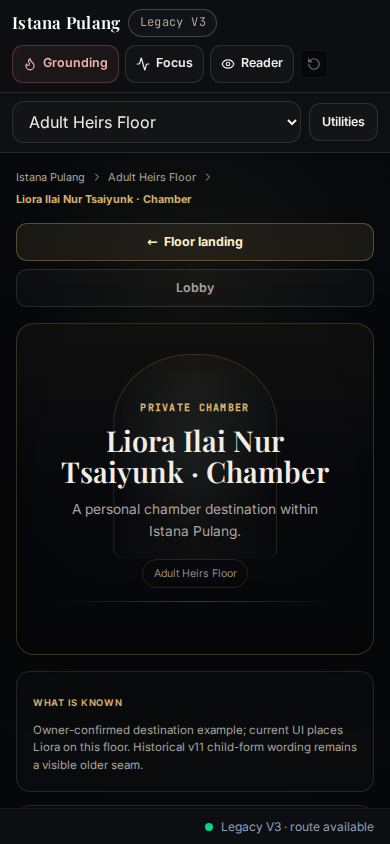 Istana Pulang Legacy V3
Grounding Focus Reader
Adult Heirs Floor Utilities
Istana Pulang > Adult Heirs Floor >
Liora Ilai Nur Tsaiyunk · Chamber
← Floor landing
Lobby
PRIVATE CHAMBER
Liora Ilai Nur
Tsaiyunk · Chamber
A personal chamber destination within
Istana Pulang.
Adult Heirs Floor
WHAT IS KNOWN
Owner-confirmed destination example; current UI places
Liora on this floor. Historical v11 child-form wording remains
a visible older seam.
Legacy V3 · route available